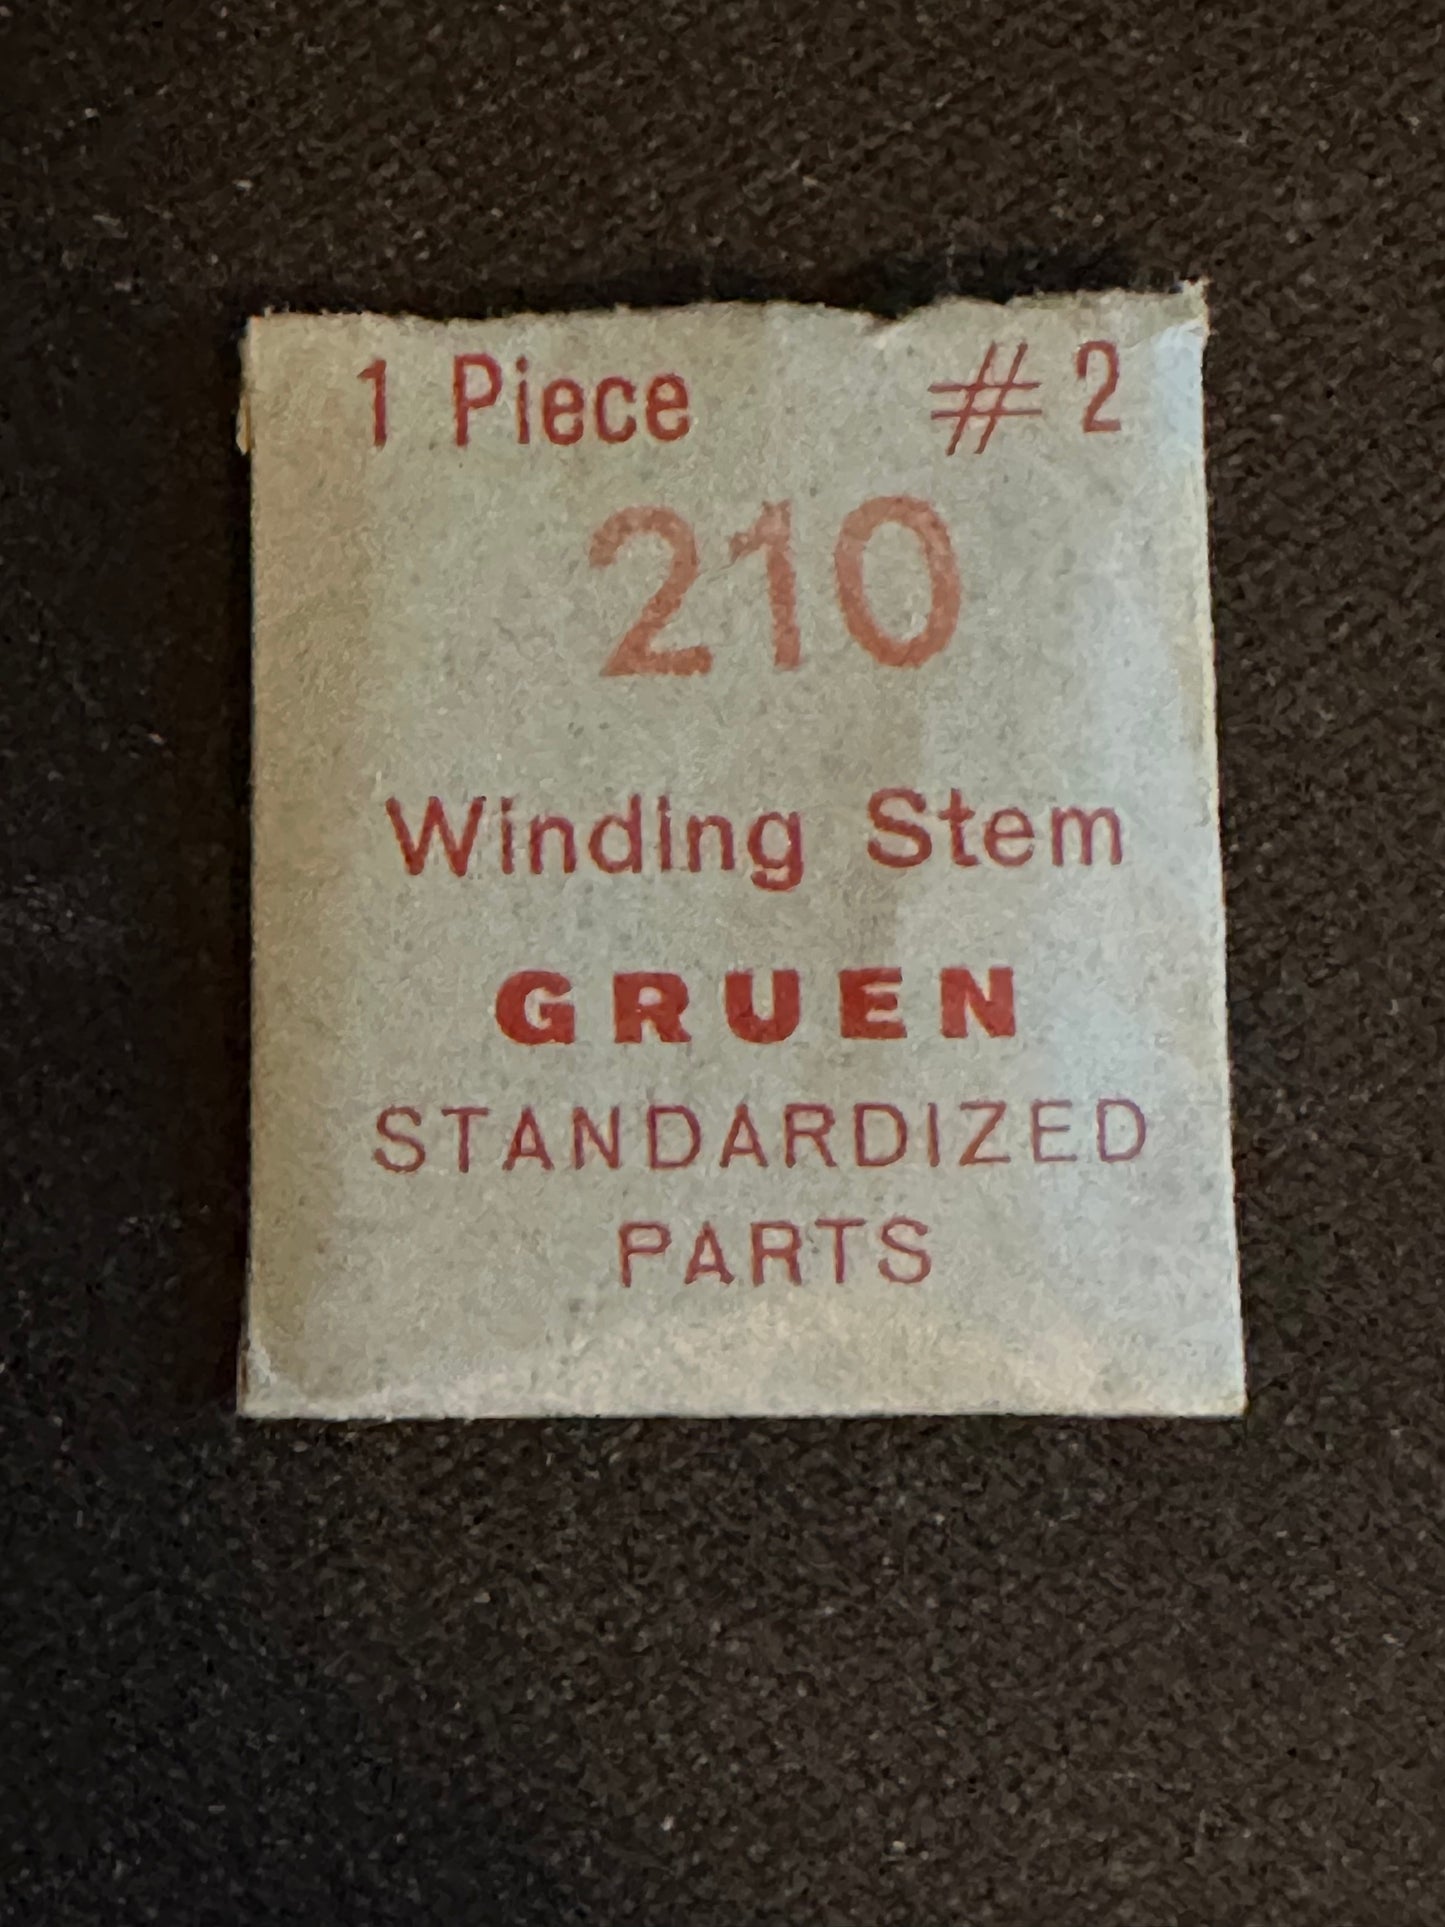 1 Piece # 2
210
Winding Stem
GRUEN
STANDARDIZED
PARTS